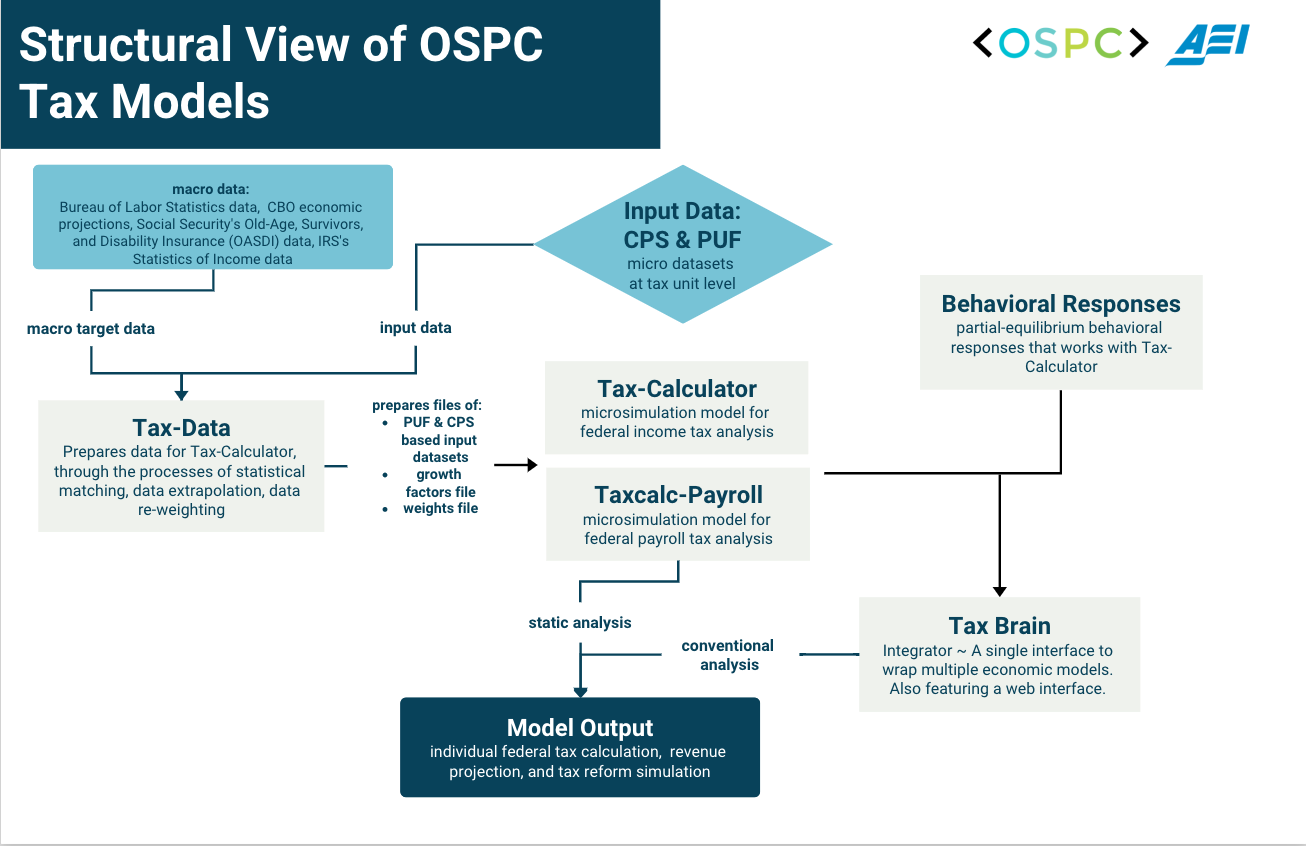 Structural View of OSPC
Tax Models
<OSPC>
AEI
macro data:
Bureau of Labor Statistics data,  CBO economic
projections, Social Security's Old-Age, Survivors,
and Disability Insurance (OASDI) data, IRS's
Statistics of Income data
Input Data:
CPS & PUF
micro datasets
at tax unit level
macro target data
input data
Behavioral Responses
partial-equilibrium behavioral
responses that works with Tax-
Calculator
Tax-Data
Prepares data for Tax-Calculator,
through the processes of statistical
matching, data extrapolation, data
re-weighting
prepares files of:
• PUF & CPS
based input
datasets
• growth
factors file
• weights file
Tax-Calculator
microsimulation model for
federal income tax analysis
Taxcalc-Payroll
microsimulation model for
federal payroll tax analysis
static analysis
conventional
analysis
Tax Brain
Integrator ~ A single interface to
wrap multiple economic models.
Also featuring a web interface.
Model Output
individual federal tax calculation,  revenue
projection, and tax reform simulation